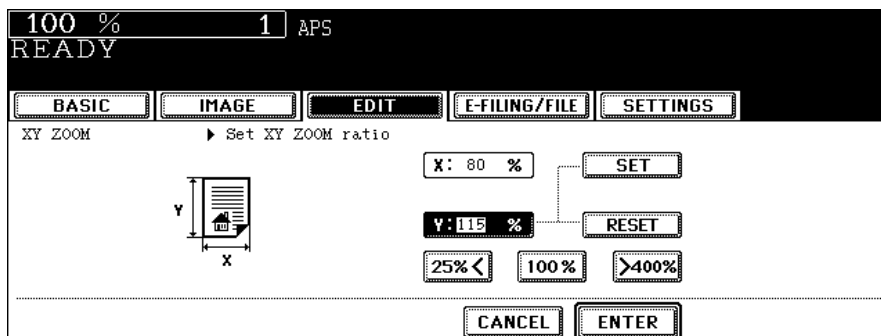 100 % 1 APS
READY
BASIC IMAGE EDIT E-FILING/FILE SETTINGS
XY ZOOM ▶ Set XY ZOOM ratio
X: 80 % SET
Y
Y: 115 % RESET
X
25%< 100% >400%
CANCEL ENTER